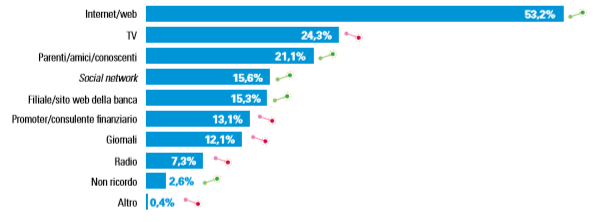 Internet/web 53,2%
TV 24,3%
Parenti/amici/conoscenti 21,1%
Social network 15,6%
Filiale/sito web della banca 15,3%
Promoter/consulente finanziario 13,1%
Giornali 12,1%
Radio 7,3%
Non ricordo 2,6%
Altro 0,4%